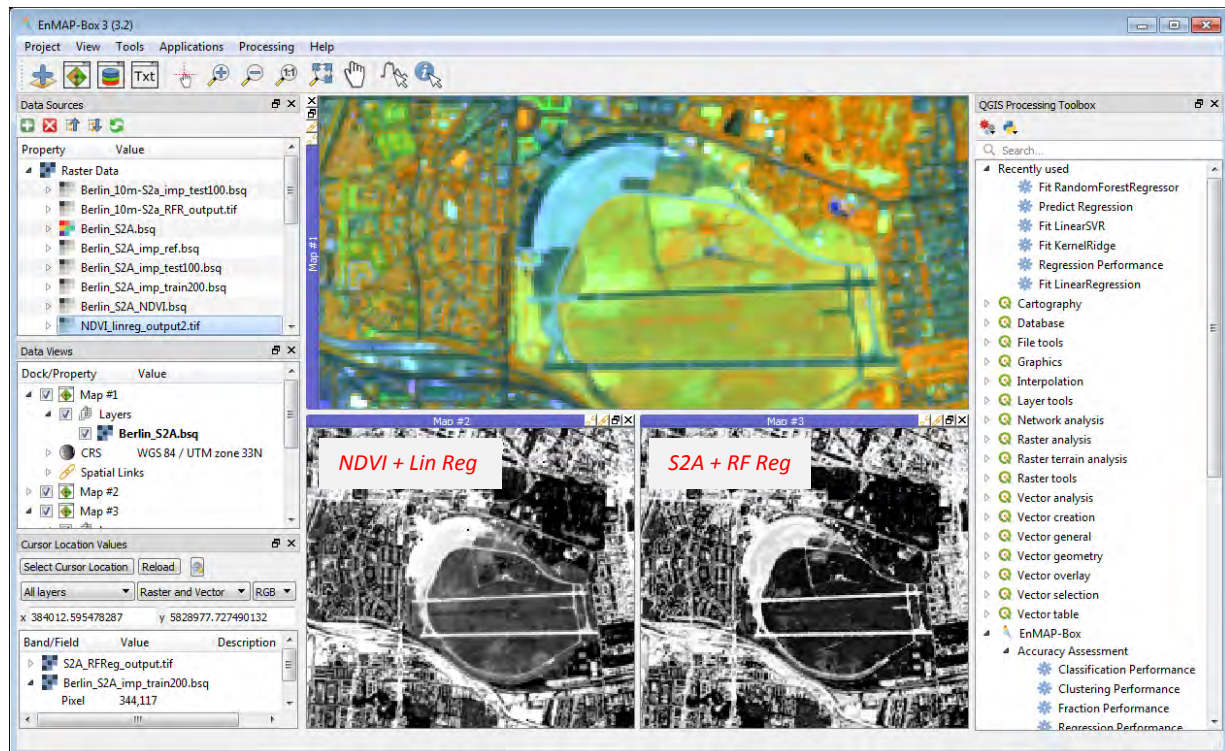 EnMAP-Box 3 (3.2)
Project View Tools Applications Processing Help
Txt
1:1
Data Sources
Property Value
Raster Data
Berlin_10m-S2a_imp_test100.bsq
Berlin_10m-S2a_RFR_output.tif
Berlin_S2A.bsq
Berlin_S2A_imp_ref.bsq
Berlin_S2A_imp_test100.bsq
Berlin_S2A_imp_train200.bsq
Berlin_S2A_NDVI.bsq
NDVI_linreg_output2.tif
Data Views
Dock/Property Value
Map #1
Layers
Berlin_S2A.bsq
CRS WGS 84 / UTM zone 33N
Spatial Links
Map #2
Map #3
Cursor Location Values
Select Cursor Location Reload
All layers Raster and Vector RGB
x 384012.595478287 y 5828977.727490132
Band/Field Value Description
S2A_RFReg_output.tif
Berlin_S2A_imp_train200.bsq
Pixel 344,117
Map #1
Map #2
NDVI + Lin Reg
Map #3
S2A + RF Reg
QGIS Processing Toolbox
Search...
Recently used
Fit RandomForestRegressor
Predict Regression
Fit LinearSVR
Fit KernelRidge
Regression Performance
Fit LinearRegression
Cartography
Database
File tools
Graphics
Interpolation
Layer tools
Network analysis
Raster analysis
Raster terrain analysis
Raster tools
Vector analysis
Vector creation
Vector general
Vector geometry
Vector overlay
Vector selection
Vector table
EnMAP-Box
Accuracy Assessment
Classification Performance
Clustering Performance
Fraction Performance
Regression Performance